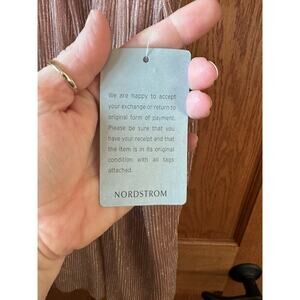 We are happy to accept
your exchange or return to
original form of payment.
Please be sure that you
have your receipt and that
the item is in its original
condition with all tags
attached.
NORDSTROM